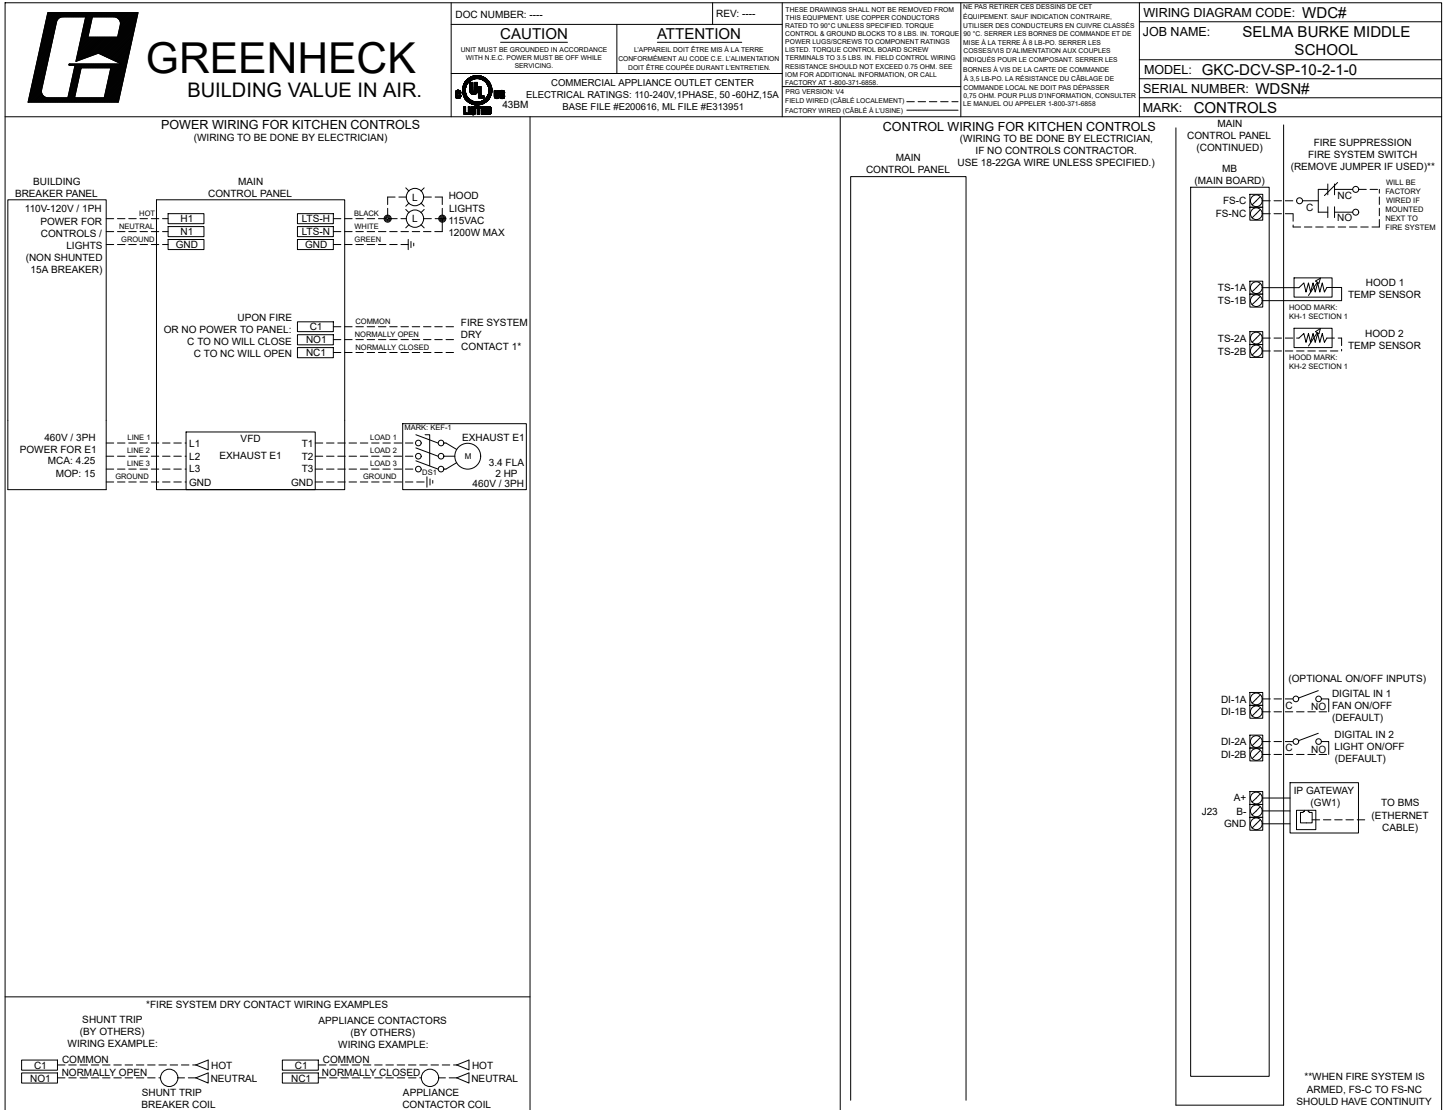 GREENHECK
BUILDING VALUE IN AIR.
DOC NUMBER: ----
REV: ----
CAUTION
UNIT MUST BE GROUNDED IN ACCORDANCE
WITH N.E.C. POWER MUST BE OFF WHILE
SERVICING.
ATTENTION
L'APPAREIL DOIT ÊTRE MIS À LA TERRE
CONFORMÉMENT AU CODE C.E. L'ALIMENTATION
DOIT ÊTRE COUPÉE DURANT L'ENTRETIEN.
C UL US
LISTED
43BM
COMMERCIAL APPLIANCE OUTLET CENTER
ELECTRICAL RATINGS: 110-240V,1PHASE, 50 -60HZ,15A
BASE FILE #E200616, ML FILE #E313951
THESE DRAWINGS SHALL NOT BE REMOVED FROM
THIS EQUIPMENT. USE COPPER CONDUCTORS
RATED TO 90°C UNLESS SPECIFIED. TORQUE
CONTROL & GROUND BLOCKS TO 8 LBS. IN. TORQUE
POWER LUGS/SCREWS TO COMPONENT RATINGS
LISTED. TORQUE CONTROL BOARD SCREW
TERMINALS TO 3.5 LBS. IN. FIELD CONTROL WIRING
RESISTANCE SHOULD NOT EXCEED 0.75 OHM. SEE
IOM FOR ADDITIONAL INFORMATION, OR CALL
FACTORY AT 1-800-371-6858.
PRG VERSION: V4
FIELD WIRED (CÂBLÉ LOCALEMENT)
FACTORY WIRED (CÂBLÉ À L'USINE)
NE PAS RETIRER CES DESSINS DE CET
ÉQUIPEMENT. SAUF INDICATION CONTRAIRE,
UTILISER DES CONDUCTEURS EN CUIVRE CLASSÉS
90 °C. SERRER LES BORNES DE COMMANDE ET DE
MISE À LA TERRE À 8 LB-PO. SERRER LES
COSSES/VIS D'ALIMENTATION AUX COUPLES
INDIQUÉS POUR LE COMPOSANT. SERRER LES
BORNES À VIS DE LA CARTE DE COMMANDE
À 3,5 LB-PO. LA RÉSISTANCE DU CÂBLAGE DE
COMMANDE LOCAL NE DOIT PAS DÉPASSER
0,75 OHM. POUR PLUS D'INFORMATION, CONSULTER
LE MANUEL OU APPELER 1-800-371-6858
WIRING DIAGRAM CODE: WDC#
JOB NAME: SELMA BURKE MIDDLE
SCHOOL
MODEL: GKC-DCV-SP-10-2-1-0
SERIAL NUMBER: WDSN#
MARK: CONTROLS
POWER WIRING FOR KITCHEN CONTROLS
(WIRING TO BE DONE BY ELECTRICIAN)
BUILDING
BREAKER PANEL
MAIN
CONTROL PANEL
110V-120V / 1PH
POWER FOR
CONTROLS /
LIGHTS
(NON SHUNTED
15A BREAKER)
HOT
NEUTRAL
GROUND
H1
N1
GND
LTS-H
LTS-N
GND
BLACK
WHITE
GREEN
L
L
HOOD
LIGHTS
115VAC
1200W MAX
UPON FIRE
OR NO POWER TO PANEL:
C TO NO WILL CLOSE
C TO NC WILL OPEN
C1
NO1
NC1
COMMON
NORMALLY OPEN
NORMALLY CLOSED
FIRE SYSTEM
DRY
CONTACT 1*
460V / 3PH
POWER FOR E1
MCA: 4.25
MOP: 15
LINE 1
LINE 2
LINE 3
GROUND
L1
L2
L3
GND
VFD
EXHAUST E1
T1
T2
T3
GND
LOAD 1
LOAD 2
LOAD 3
GROUND
MARK: KEF-1
DS1
M
EXHAUST E1
3.4 FLA
2 HP
460V / 3PH
*FIRE SYSTEM DRY CONTACT WIRING EXAMPLES
SHUNT TRIP
(BY OTHERS)
WIRING EXAMPLE:
C1
NO1
COMMON
NORMALLY OPEN
HOT
NEUTRAL
SHUNT TRIP
BREAKER COIL
APPLIANCE CONTACTORS
(BY OTHERS)
WIRING EXAMPLE:
C1
NC1
COMMON
NORMALLY CLOSED
HOT
NEUTRAL
APPLIANCE
CONTACTOR COIL
CONTROL WIRING FOR KITCHEN CONTROLS
(WIRING TO BE DONE BY ELECTRICIAN,
IF NO CONTROLS CONTRACTOR.
USE 18-22GA WIRE UNLESS SPECIFIED.)
MAIN
CONTROL PANEL
MAIN
CONTROL PANEL
(CONTINUED)
MB
(MAIN BOARD)
FIRE SUPPRESSION
FIRE SYSTEM SWITCH
(REMOVE JUMPER IF USED)**
FS-C
FS-NC
C
NC
NO
WILL BE
FACTORY
WIRED IF
MOUNTED
NEXT TO
FIRE SYSTEM
TS-1A
TS-1B
HOOD 1
TEMP SENSOR
HOOD MARK:
KH-1 SECTION 1
TS-2A
TS-2B
HOOD 2
TEMP SENSOR
HOOD MARK:
KH-2 SECTION 1
(OPTIONAL ON/OFF INPUTS)
DI-1A
DI-1B
C
NO
DIGITAL IN 1
FAN ON/OFF
(DEFAULT)
DI-2A
DI-2B
C
NO
DIGITAL IN 2
LIGHT ON/OFF
(DEFAULT)
J23
A+
B-
GND
IP GATEWAY
(GW1)
TO BMS
(ETHERNET
CABLE)
**WHEN FIRE SYSTEM IS
ARMED, FS-C TO FS-NC
SHOULD HAVE CONTINUITY